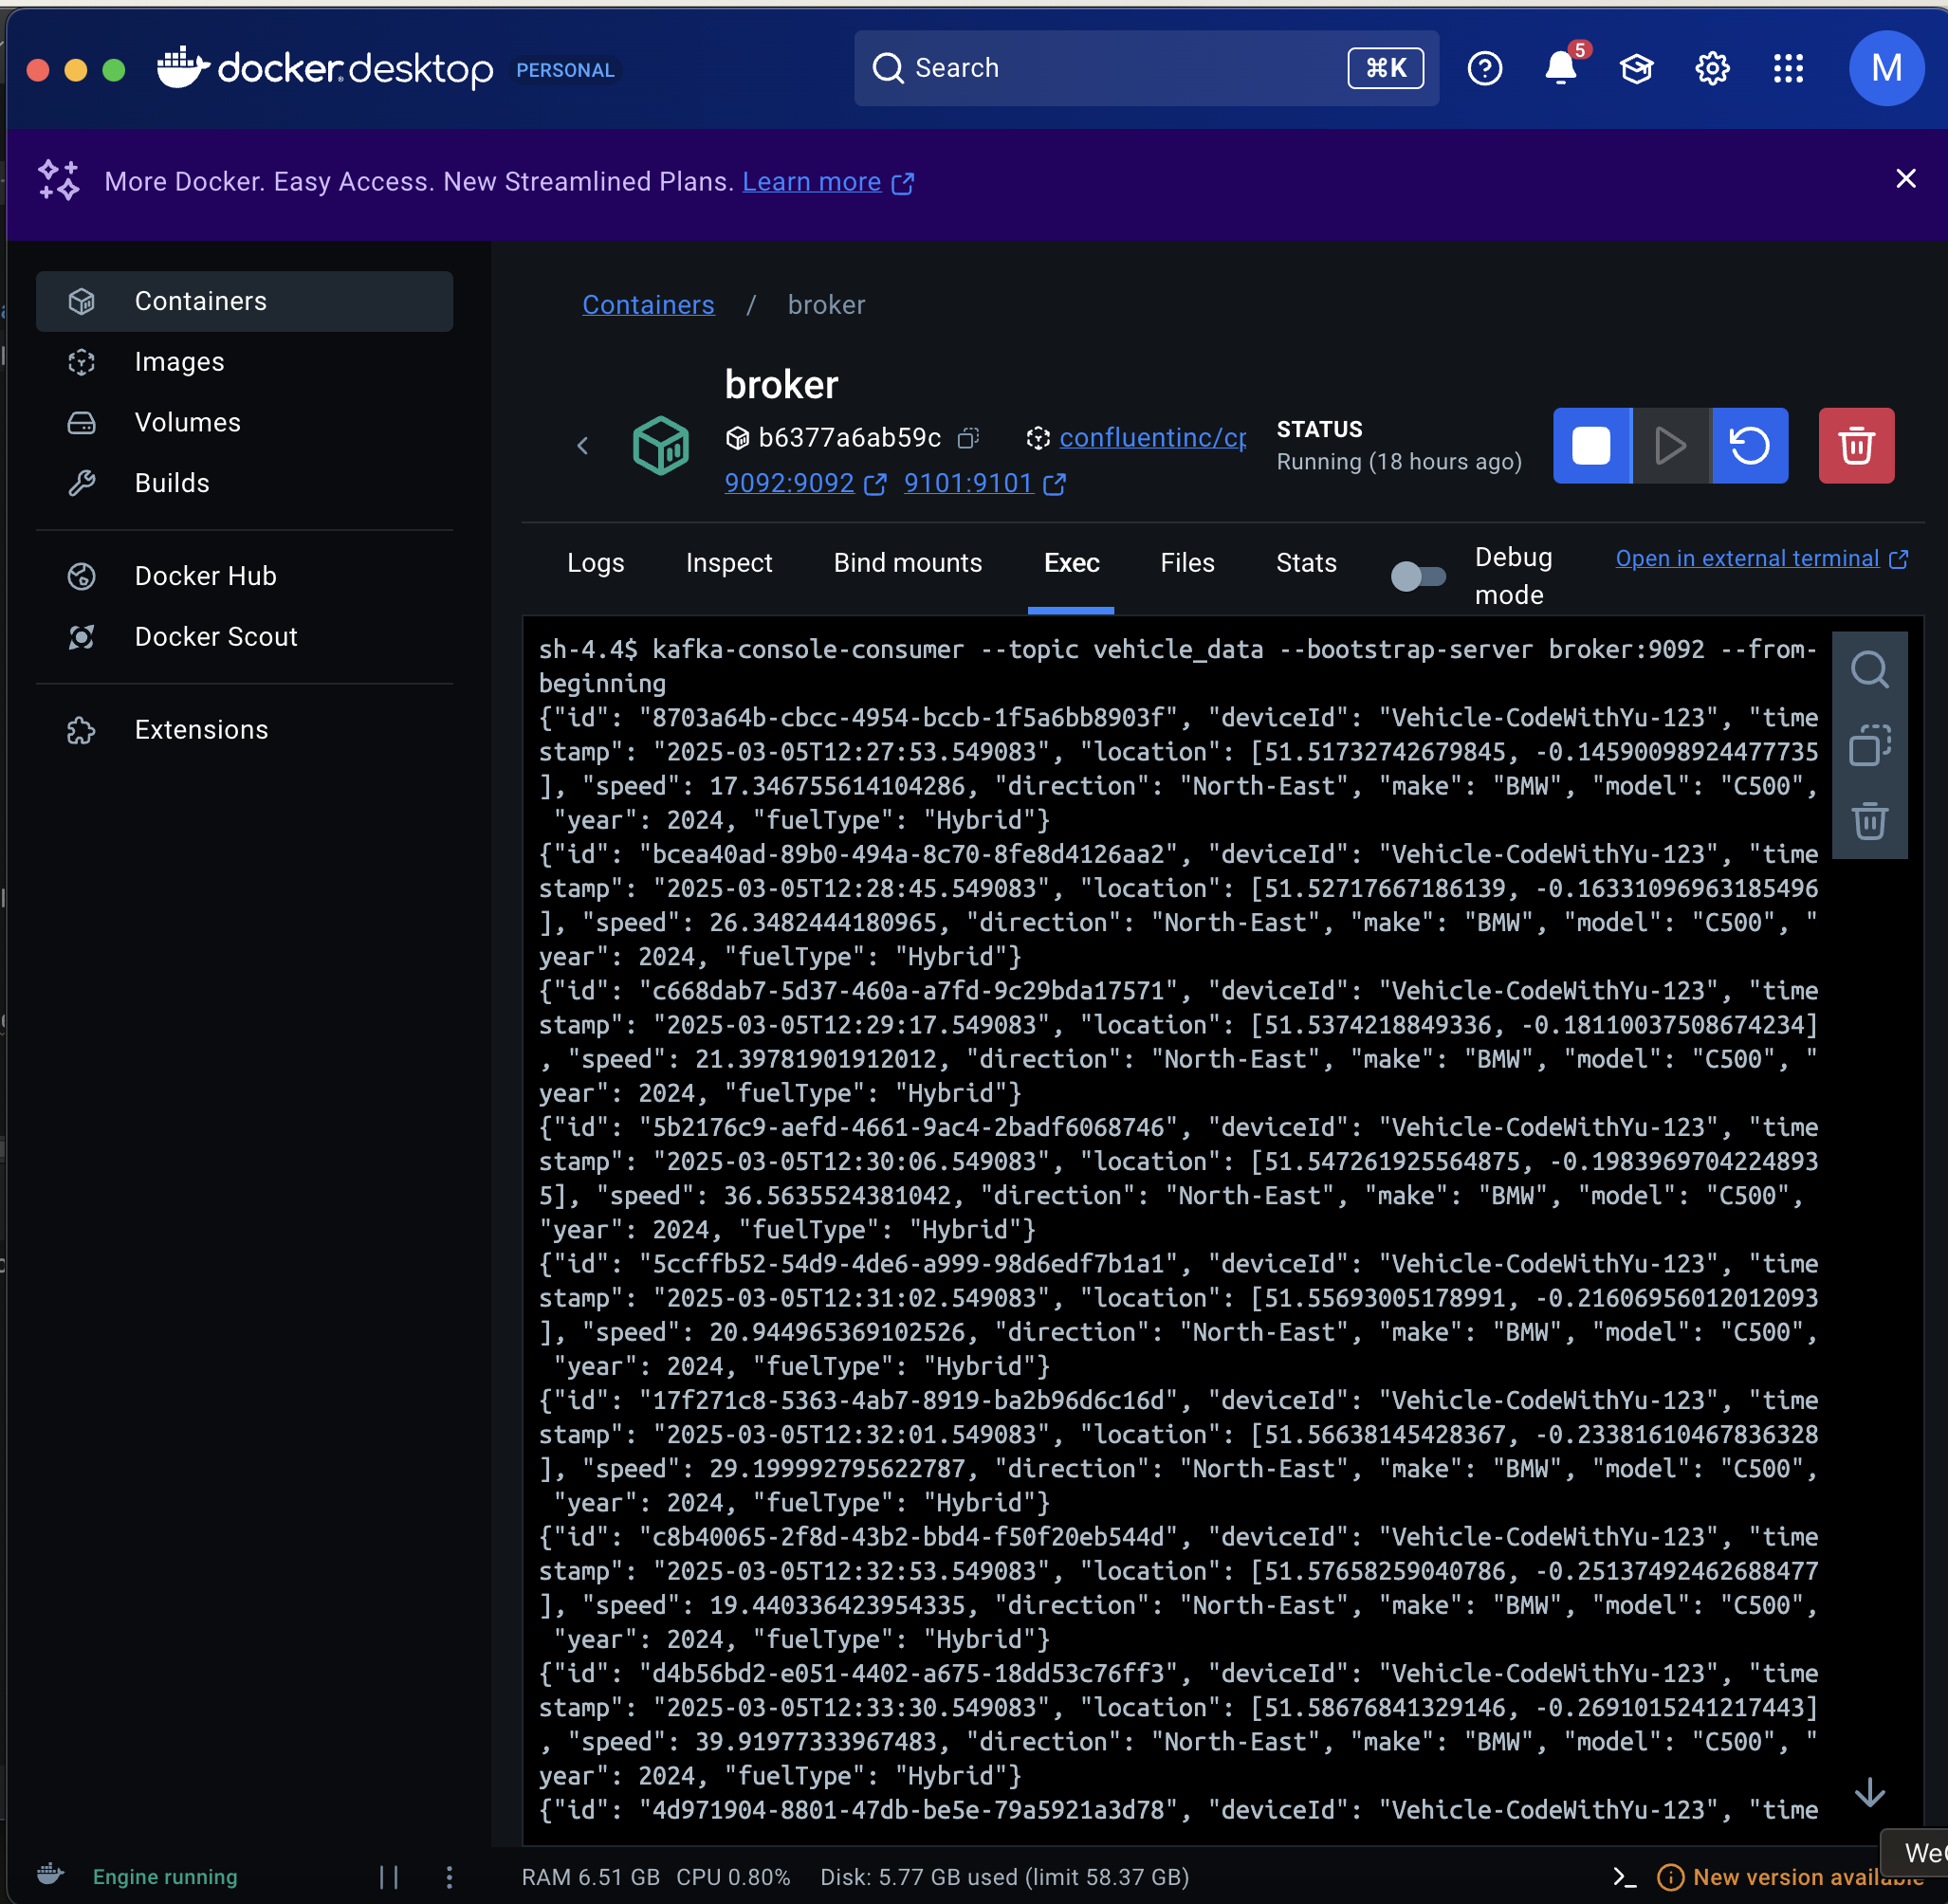 docker desktop PERSONAL
Search
⌘K
5
M
More Docker. Easy Access. New Streamlined Plans. Learn more
Containers
Images
Volumes
Builds
Docker Hub
Docker Scout
Extensions
Containers / broker
broker
b6377a6ab59c confluentinc/cp
9092:9092 9101:9101
STATUS
Running (18 hours ago)
Logs Inspect Bind mounts Exec Files Stats Debug mode Open in external terminal
sh-4.4$ kafka-console-consumer --topic vehicle_data --bootstrap-server broker:9092 --from-
beginning
{"id": "8703a64b-cbcc-4954-bccb-1f5a6bb8903f", "deviceId": "Vehicle-CodeWithYu-123", "time
stamp": "2025-03-05T12:27:53.549083", "location": [51.51732742679845, -0.14590098924477735
], "speed": 17.346755614104286, "direction": "North-East", "make": "BMW", "model": "C500",
"year": 2024, "fuelType": "Hybrid"}
{"id": "bcea40ad-89b0-494a-8c70-8fe8d4126aa2", "deviceId": "Vehicle-CodeWithYu-123", "time
stamp": "2025-03-05T12:28:45.549083", "location": [51.52717667186139, -0.16331096963185496
], "speed": 26.3482444180965, "direction": "North-East", "make": "BMW", "model": "C500", "
year": 2024, "fuelType": "Hybrid"}
{"id": "c668dab7-5d37-460a-a7fd-9c29bda17571", "deviceId": "Vehicle-CodeWithYu-123", "time
stamp": "2025-03-05T12:29:17.549083", "location": [51.5374218849336, -0.18110037508674234]
, "speed": 21.39781901912012, "direction": "North-East", "make": "BMW", "model": "C500", "
year": 2024, "fuelType": "Hybrid"}
{"id": "5b2176c9-aefd-4661-9ac4-2badf6068746", "deviceId": "Vehicle-CodeWithYu-123", "time
stamp": "2025-03-05T12:30:06.549083", "location": [51.547261925564875, -0.1983969704224893
5], "speed": 36.5635524381042, "direction": "North-East", "make": "BMW", "model": "C500",
"year": 2024, "fuelType": "Hybrid"}
{"id": "5ccffb52-54d9-4de6-a999-98d6edf7b1a1", "deviceId": "Vehicle-CodeWithYu-123", "time
stamp": "2025-03-05T12:31:02.549083", "location": [51.55693005178991, -0.21606956012012093
], "speed": 20.944965369102526, "direction": "North-East", "make": "BMW", "model": "C500",
"year": 2024, "fuelType": "Hybrid"}
{"id": "17f271c8-5363-4ab7-8919-ba2b96d6c16d", "deviceId": "Vehicle-CodeWithYu-123", "time
stamp": "2025-03-05T12:32:01.549083", "location": [51.56638145428367, -0.23381610467836328
], "speed": 29.199992795622787, "direction": "North-East", "make": "BMW", "model": "C500",
"year": 2024, "fuelType": "Hybrid"}
{"id": "c8b40065-2f8d-43b2-bbd4-f50f20eb544d", "deviceId": "Vehicle-CodeWithYu-123", "time
stamp": "2025-03-05T12:32:53.549083", "location": [51.57658259040786, -0.25137492462688477
], "speed": 19.440336423954335, "direction": "North-East", "make": "BMW", "model": "C500",
"year": 2024, "fuelType": "Hybrid"}
{"id": "d4b56bd2-e051-4402-a675-18dd53c76ff3", "deviceId": "Vehicle-CodeWithYu-123", "time
stamp": "2025-03-05T12:33:30.549083", "location": [51.58676841329146, -0.2691015241217443]
, "speed": 39.91977333967483, "direction": "North-East", "make": "BMW", "model": "C500", "
year": 2024, "fuelType": "Hybrid"}
{"id": "4d971904-8801-47db-be5e-79a5921a3d78", "deviceId": "Vehicle-CodeWithYu-123", "time
Engine running
RAM 6.51 GB CPU 0.80% Disk: 5.77 GB used (limit 58.37 GB)
New version available